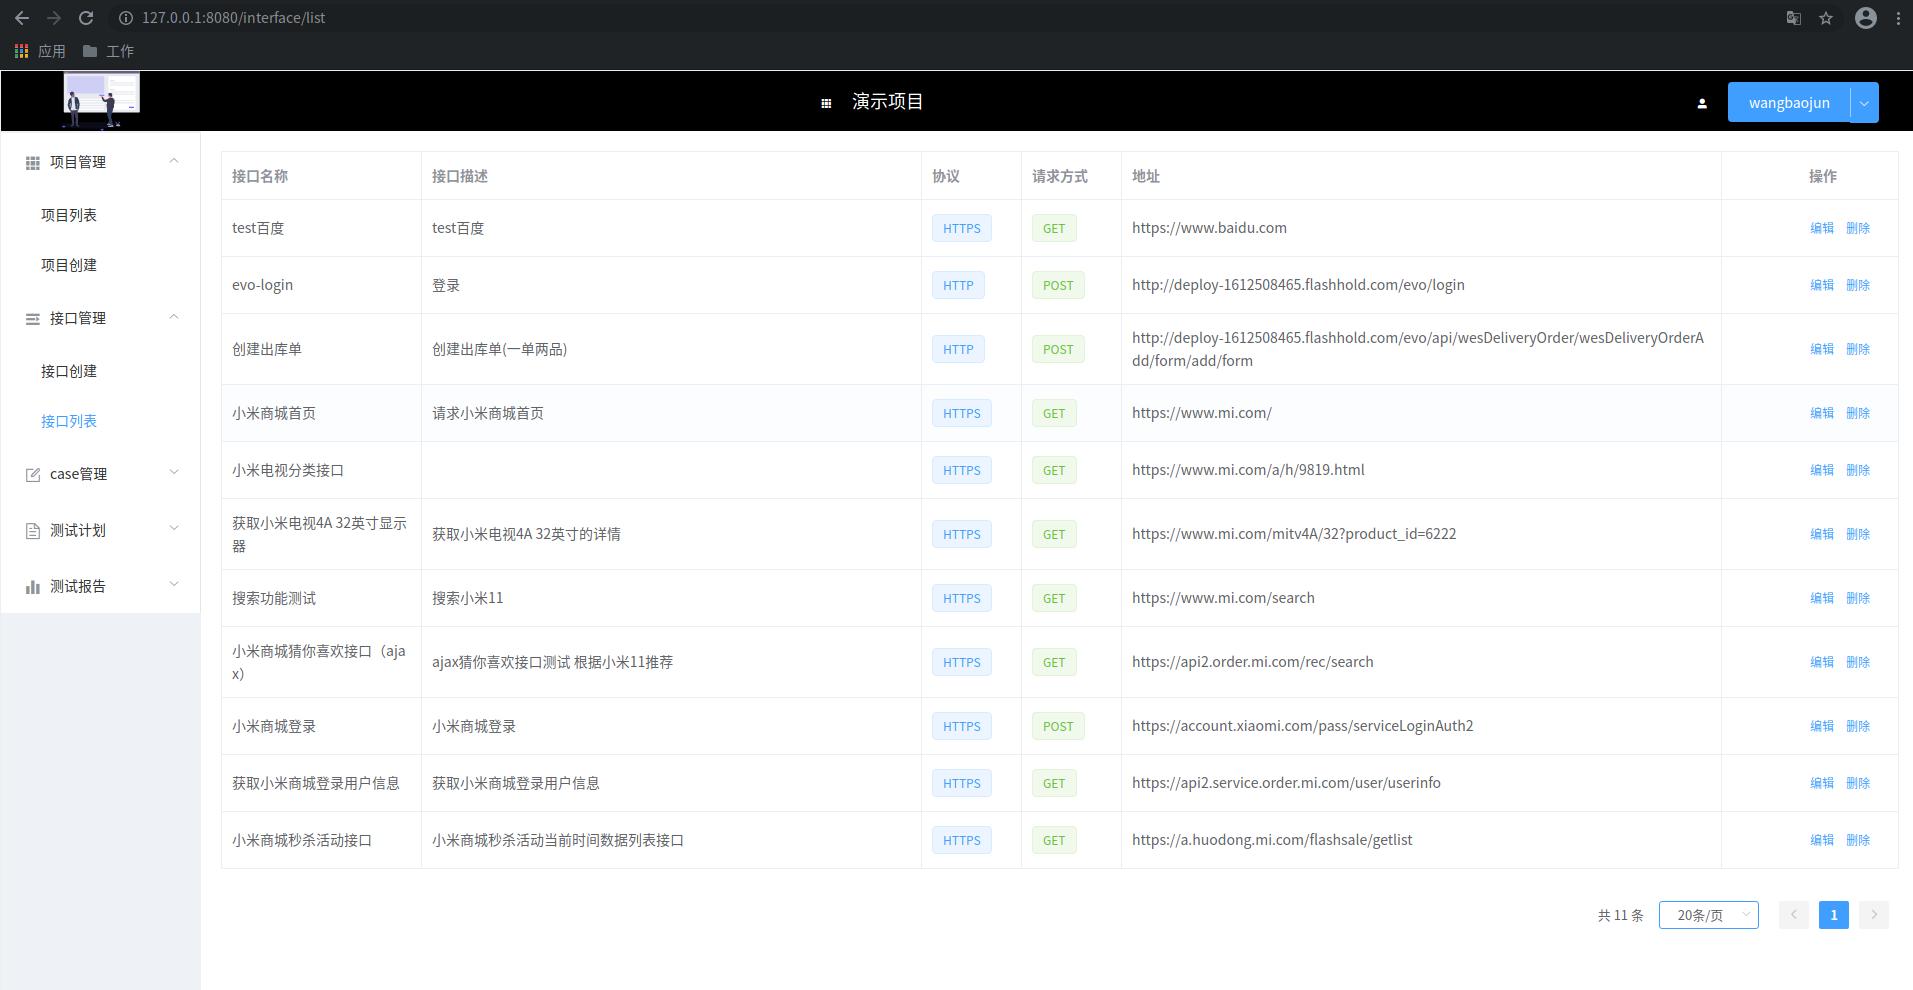 127.0.0.1:8080/interface/list
应用 工作
演示项目 wangbaojun
项目管理
项目列表
项目创建
接口管理
接口创建
接口列表
case管理
测试计划
测试报告
接口名称 接口描述 协议 请求方式 地址 操作
test百度 test百度 HTTPS GET https://www.baidu.com 编辑 删除
evo-login 登录 HTTP POST http://deploy-1612508465.flashhold.com/evo/login 编辑 删除
创建出库单 创建出库单(一单两品) HTTP POST http://deploy-1612508465.flashhold.com/evo/api/wesDeliveryOrder/wesDeliveryOrderA 编辑 删除
dd/form/add/form
小米商城首页 请求小米商城首页 HTTPS GET https://www.mi.com/ 编辑 删除
小米电视分类接口 HTTPS GET https://www.mi.com/a/h/9819.html 编辑 删除
获取小米电视4A 32英寸显示
器 获取小米电视4A 32英寸的详情 HTTPS GET https://www.mi.com/mitv4A/32?product_id=6222 编辑 删除
搜索功能测试 搜索小米11 HTTPS GET https://www.mi.com/search 编辑 删除
小米商城猜你喜欢接口（aja
x） ajax猜你喜欢接口测试 根据小米11推荐 HTTPS GET https://api2.order.mi.com/rec/search 编辑 删除
小米商城登录 小米商城登录 HTTPS POST https://account.xiaomi.com/pass/serviceLoginAuth2 编辑 删除
获取小米商城登录用户信息 获取小米商城登录用户信息 HTTPS GET https://api2.service.order.mi.com/user/userinfo 编辑 删除
小米商城秒杀活动接口 小米商城秒杀活动当前时间数据列表接口 HTTPS GET https://a.huodong.mi.com/flashsale/getlist 编辑 删除
共 11 条 20条/页 1